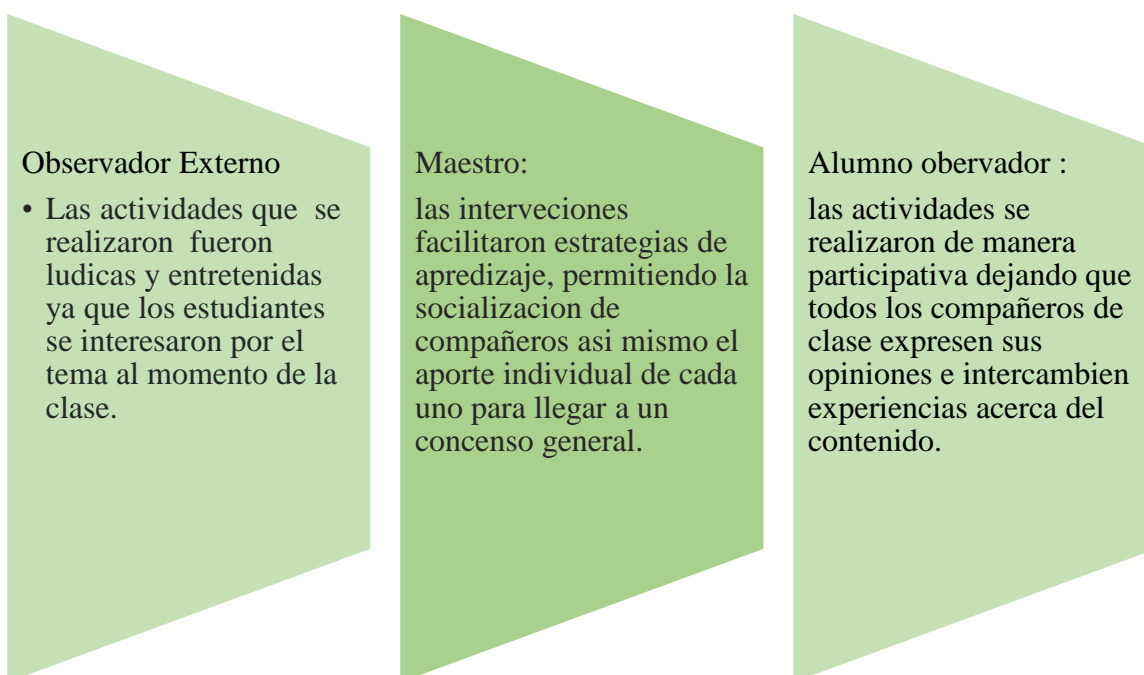 Observador Externo
• Las actividades que se
realizaron fueron
ludicas y entretenidas
ya que los estudiantes
se interesaron por el
tema al momento de la
clase.
Maestro:
las interveciones
facilitaron estrategias de
apredizaje, permitiendo la
socializacion de
compañeros asi mismo el
aporte individual de cada
uno para llegar a un
concenso general.
Alumno obervador :
las actividades se
realizaron de manera
participativa dejando que
todos los compañeros de
clase expresen sus
opiniones e intercambien
experiencias acerca del
contenido.